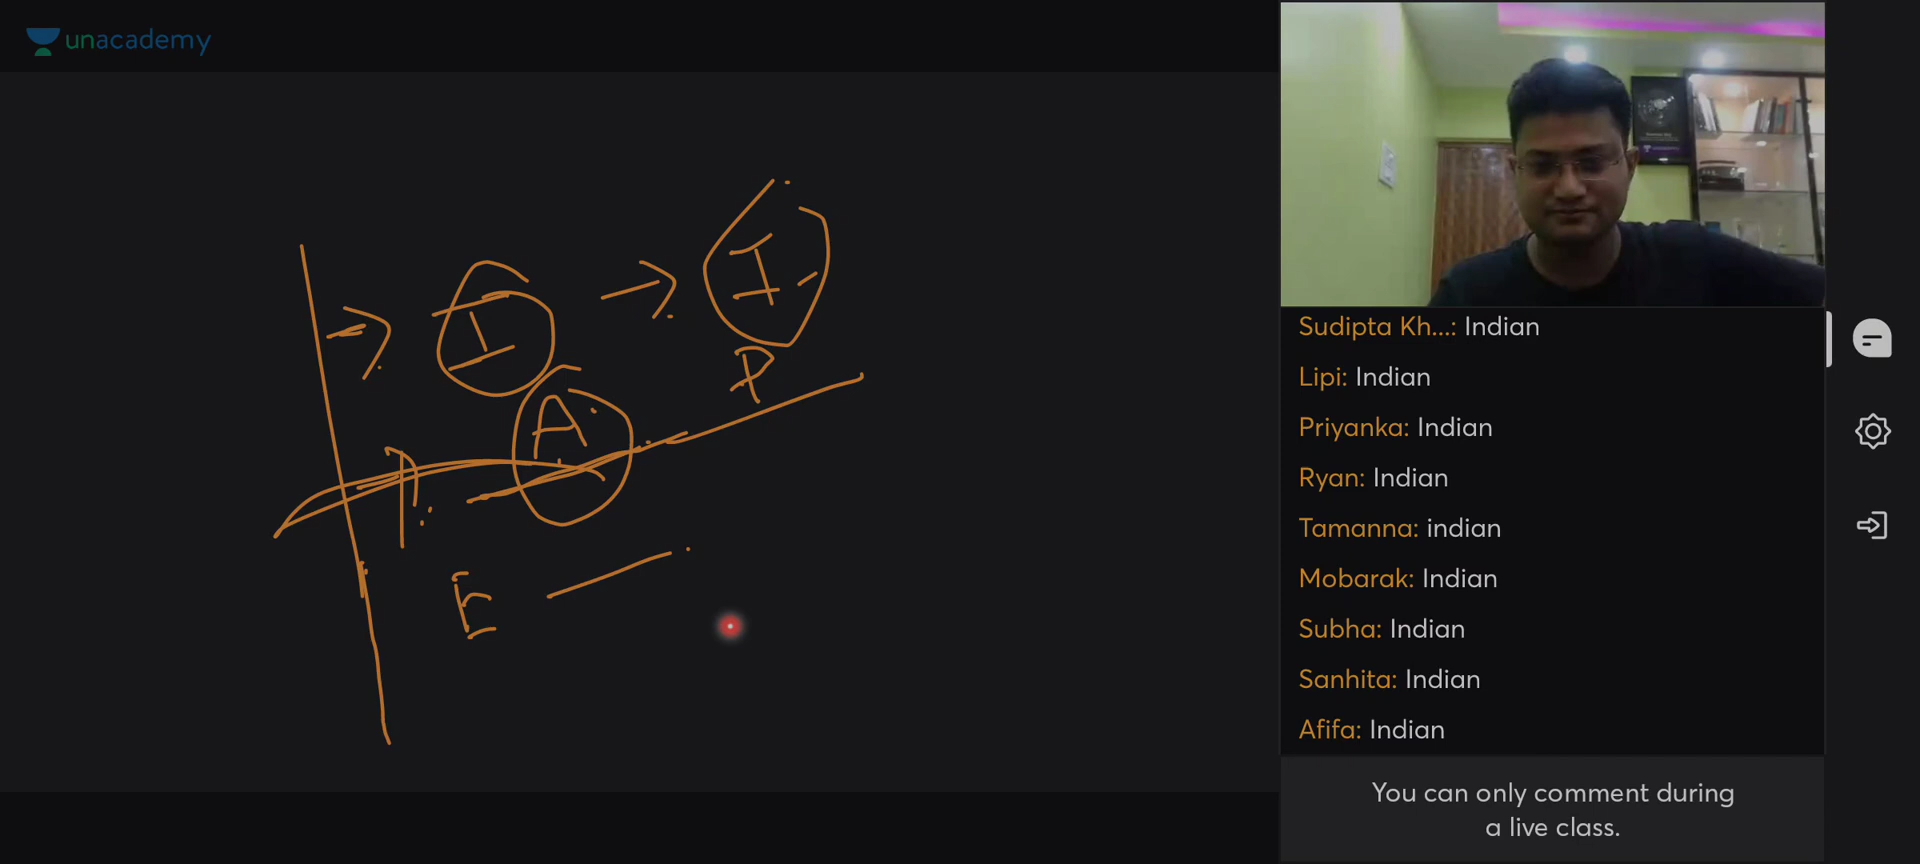 unacademy
I
I
A
P
E
Sudipta Kh...: Indian
Lipi: Indian
Priyanka: Indian
Ryan: Indian
Tamanna: indian
Mobarak: Indian
Subha: Indian
Sanhita: Indian
Afifa: Indian
You can only comment during
a live class.